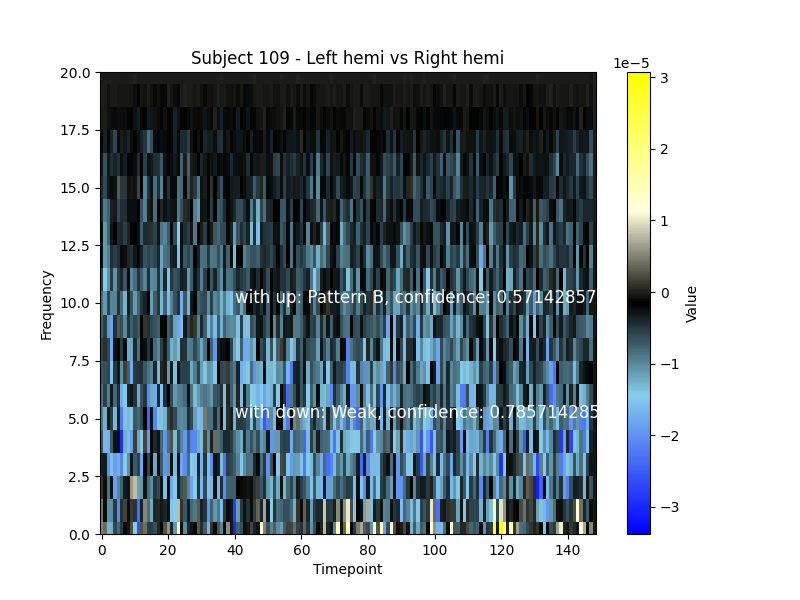 Subject 109 - Left hemi vs Right hemi
1e−5
20.0
17.5
15.0
12.5
10.0
7.5
5.0
2.5
0.0
Frequency
with up: Pattern B, confidence: 0.57142857
with down: Weak, confidence: 0.785714285
0 20 40 60 80 100 120 140
Timepoint
3
2
1
0
−1
−2
−3
Value